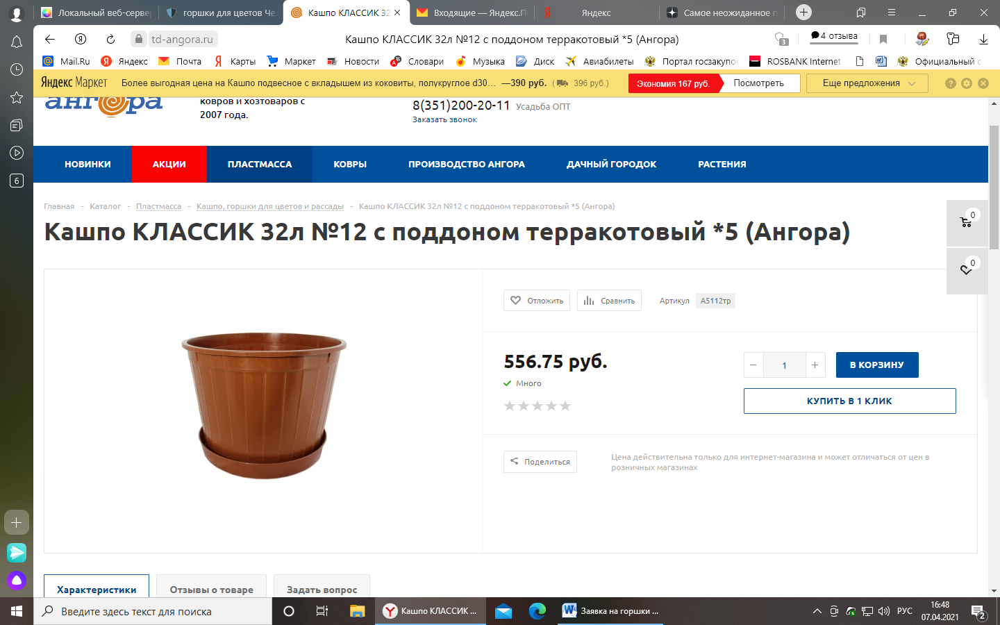 Локальный веб-сервер
горшки для цветов Че
Кашпо КЛАССИК 32
Входящие — Яндекс.П
Яндекс
Самое неожиданное п
td-angora.ru
Кашпо КЛАССИК 32л №12 с поддоном терракотовый *5 (Ангора)
3
4 отзыва
Mail.Ru
Яндекс
Почта
Карты
Маркет
Новости
Словари
Музыка
Диск
Авиабилеты
Портал госзакупо
ROSBANK Internet
Официальный с
Яндекс Маркет
Более выгодная цена на Кашпо подвесное с вкладышем из коковиты, полукруглое d30... —390 руб. ( 396 руб.)
Экономия 167 руб.
Посмотреть
Еще предложения
ангора
ковров и хозтоваров с
2007 года.
8(351)200-20-11 Усадьба ОПТ
Заказать звонок
6
НОВИНКИ
АКЦИИ
ПЛАСТМАССА
КОВРЫ
ПРОИЗВОДСТВО АНГОРА
ДАЧНЫЙ ГОРОДОК
РАСТЕНИЯ
Главная - Каталог - Пластмасса - Кашпо, горшки для цветов и рассады - Кашпо КЛАССИК 32л №12 с поддоном терракотовый *5 (Ангора)
Кашпо КЛАССИК 32л №12 с поддоном терракотовый *5 (Ангора)
0
0
Отложить
Сравнить
Артикул А5112тр
556.75 руб.
Много
− 1 +
В КОРЗИНУ
КУПИТЬ В 1 КЛИК
Поделиться
Цена действительна только для интернет-магазина и может отличаться от цен в
розничных магазинах
Характеристики
Отзывы о товаре
Задать вопрос
Введите здесь текст для поиска
Кашпо КЛАССИК ...
Заявка на горшки ...
РУС
16:48
07.04.2021
2